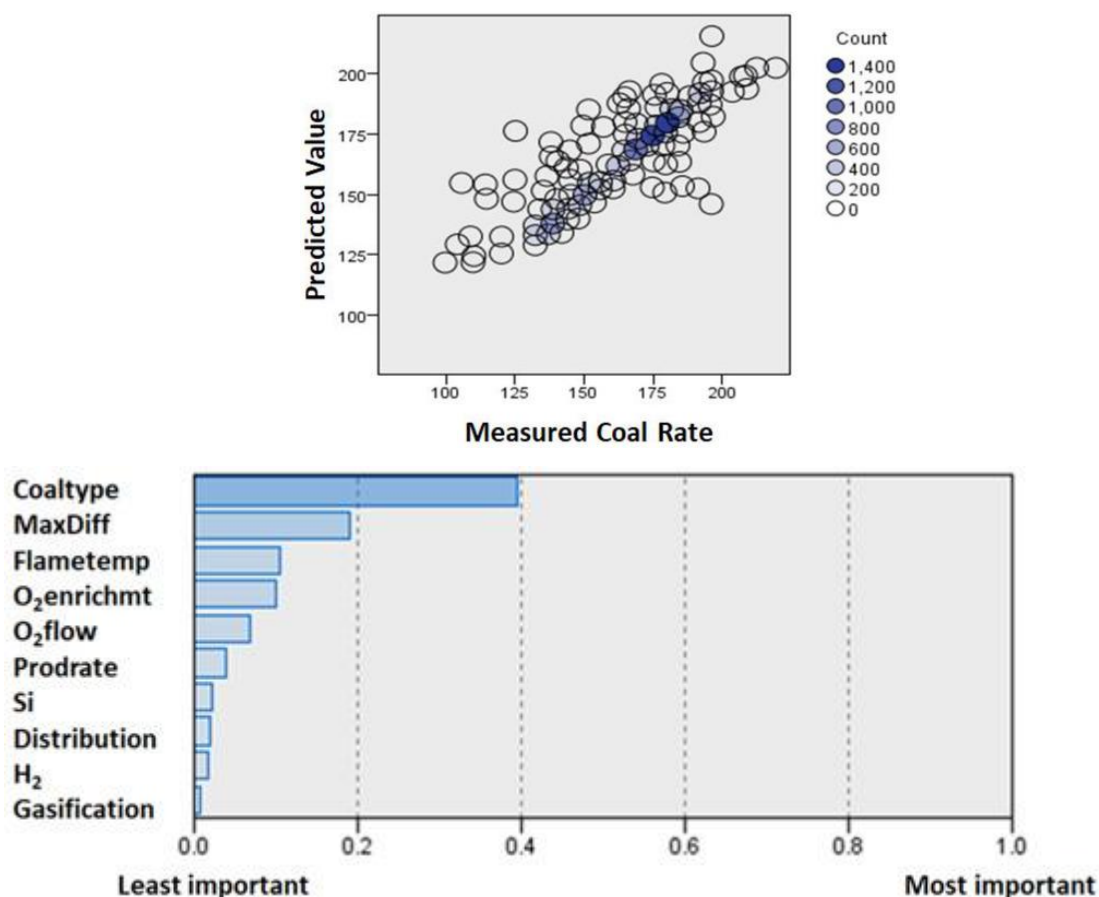 Count
1,400
1,200
1,000
800
600
400
200
0
Predicted Value
200
175
150
125
100
100 125 150 175 200
Measured Coal Rate
Coaltype
MaxDiff
Flametemp
O₂enrichmt
O₂flow
Prodrate
Si
Distribution
H₂
Gasification
0.0 0.2 0.4 0.6 0.8 1.0
Least important Most important